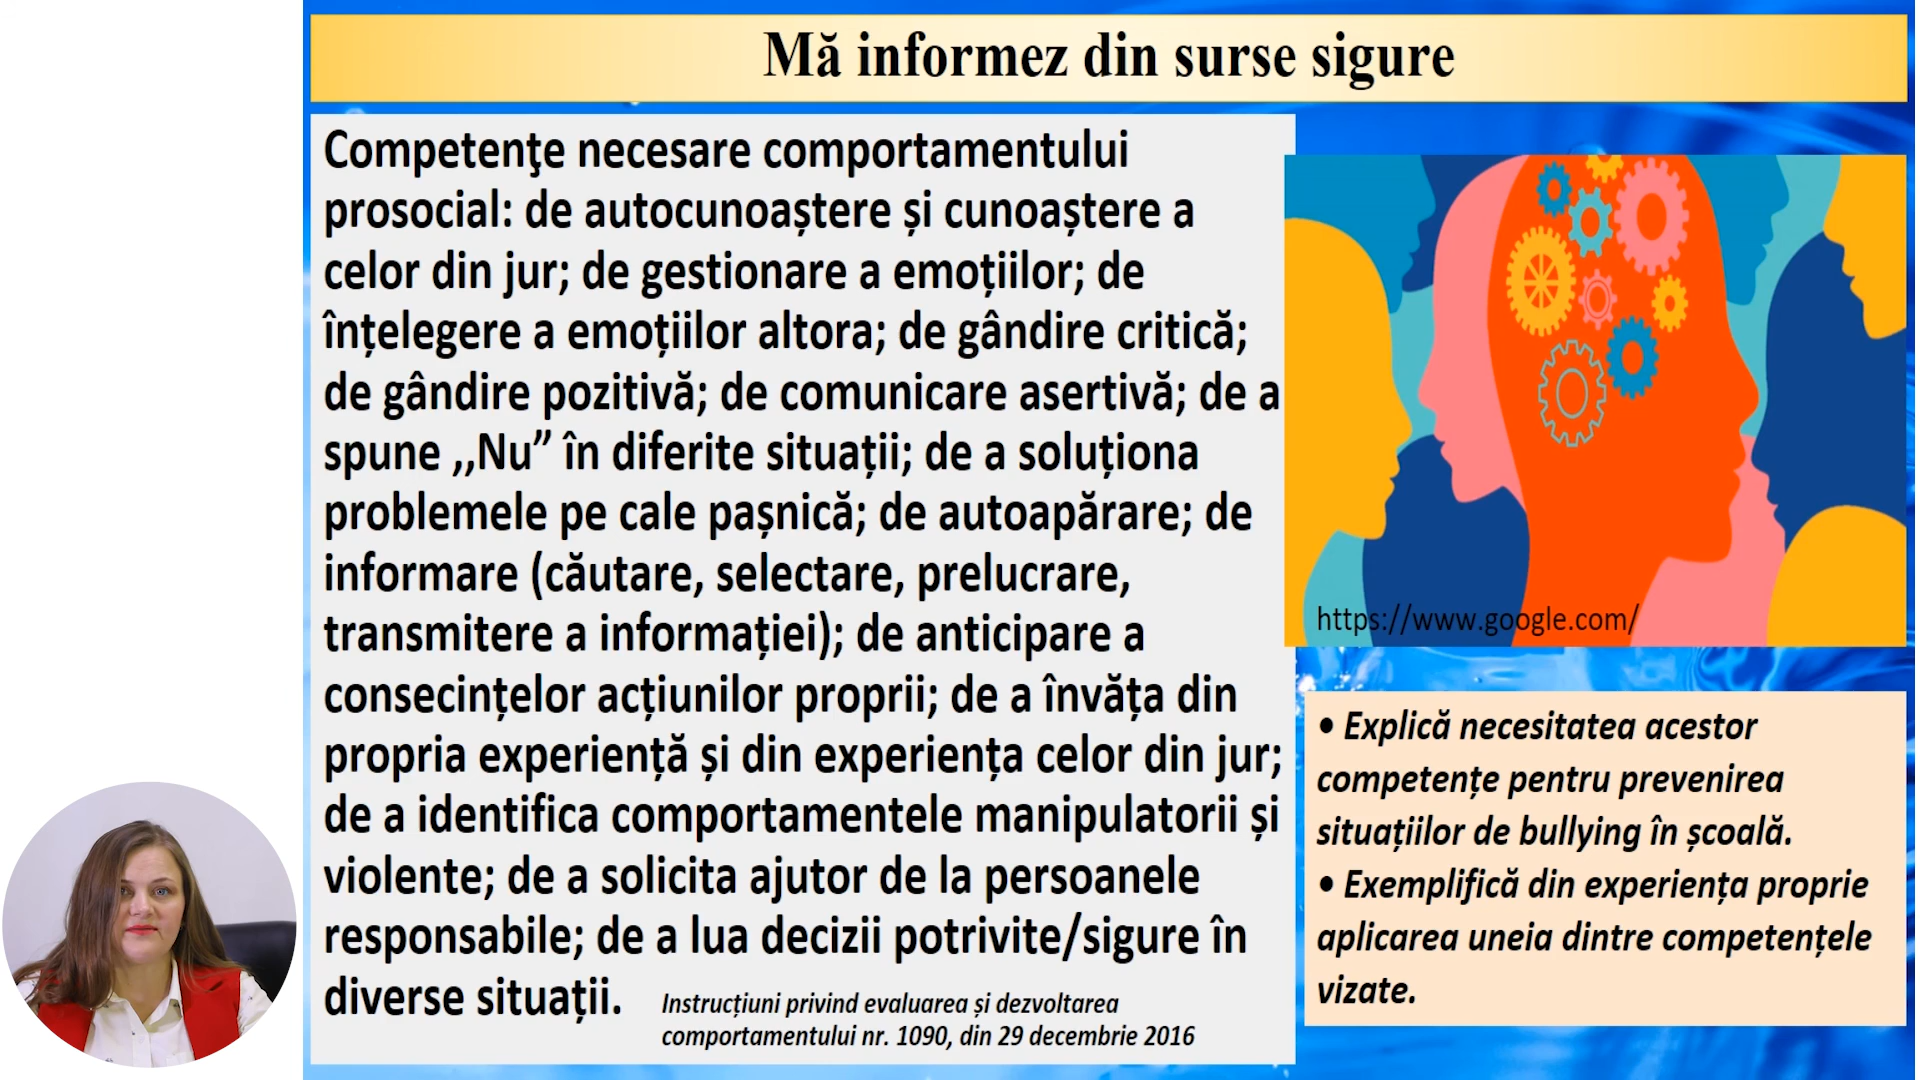 Mă informez din surse sigure
Competenţe necesare comportamentului
prosocial: de autocunoaștere și cunoaștere a
celor din jur; de gestionare a emoțiilor; de
înțelegere a emoțiilor altora; de gândire critică;
de gândire pozitivă; de comunicare asertivă; de a
spune ,,Nu” în diferite situații; de a soluționa
problemele pe cale pașnică; de autoapărare; de
informare (căutare, selectare, prelucrare,
transmitere a informației); de anticipare a
consecințelor acțiunilor proprii; de a învăța din
propria experiență și din experiența celor din jur;
de a identifica comportamentele manipulatorii și
violente; de a solicita ajutor de la persoanele
responsabile; de a lua decizii potrivite/sigure în
diverse situații.
Instrucțiuni privind evaluarea și dezvoltarea
comportamentului nr. 1090, din 29 decembrie 2016
https://www.google.com/
• Explică necesitatea acestor
competențe pentru prevenirea
situațiilor de bullying în școală.
• Exemplifică din experiența proprie
aplicarea uneia dintre competențele
vizate.